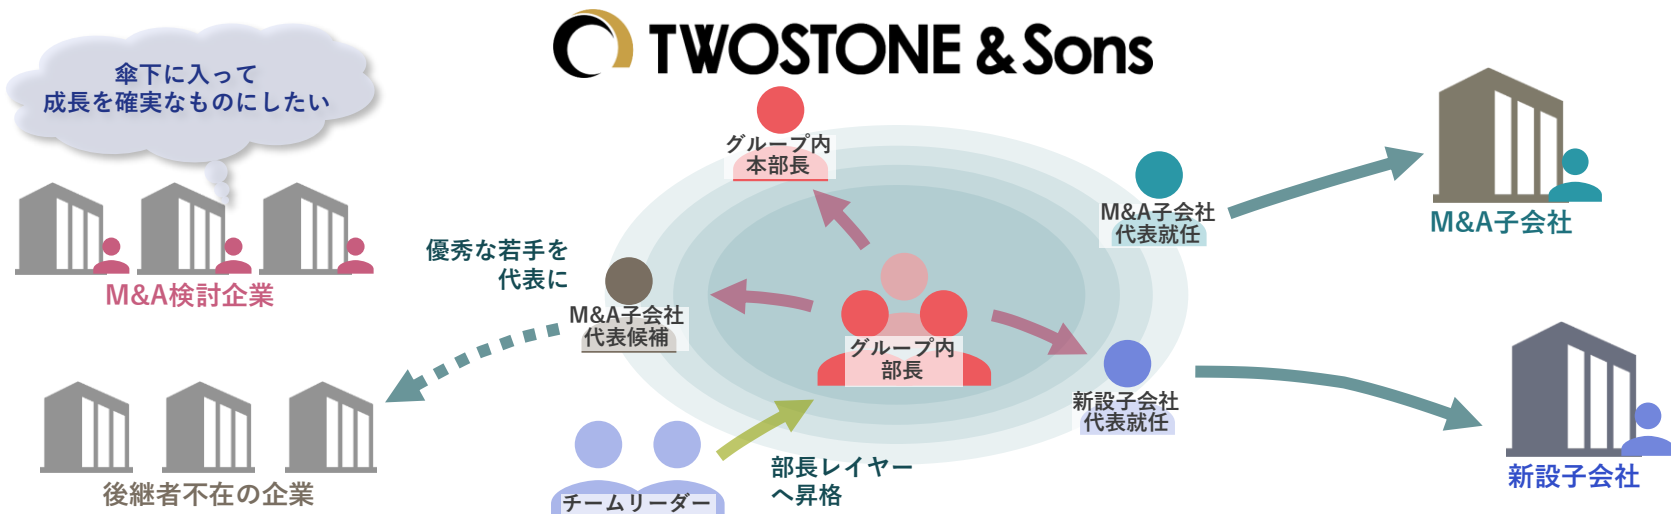 TWOSTONE & Sons
傘下に入って
成長を確実なものにしたい
M&A検討企業
後継者不在の企業
優秀な若手を
代表に
M&A子会社
代表候補
グループ内
本部長
グループ内
部長
チームリーダー
部長レイヤー
へ昇格
M&A子会社
代表就任
新設子会社
代表就任
M&A子会社
新設子会社